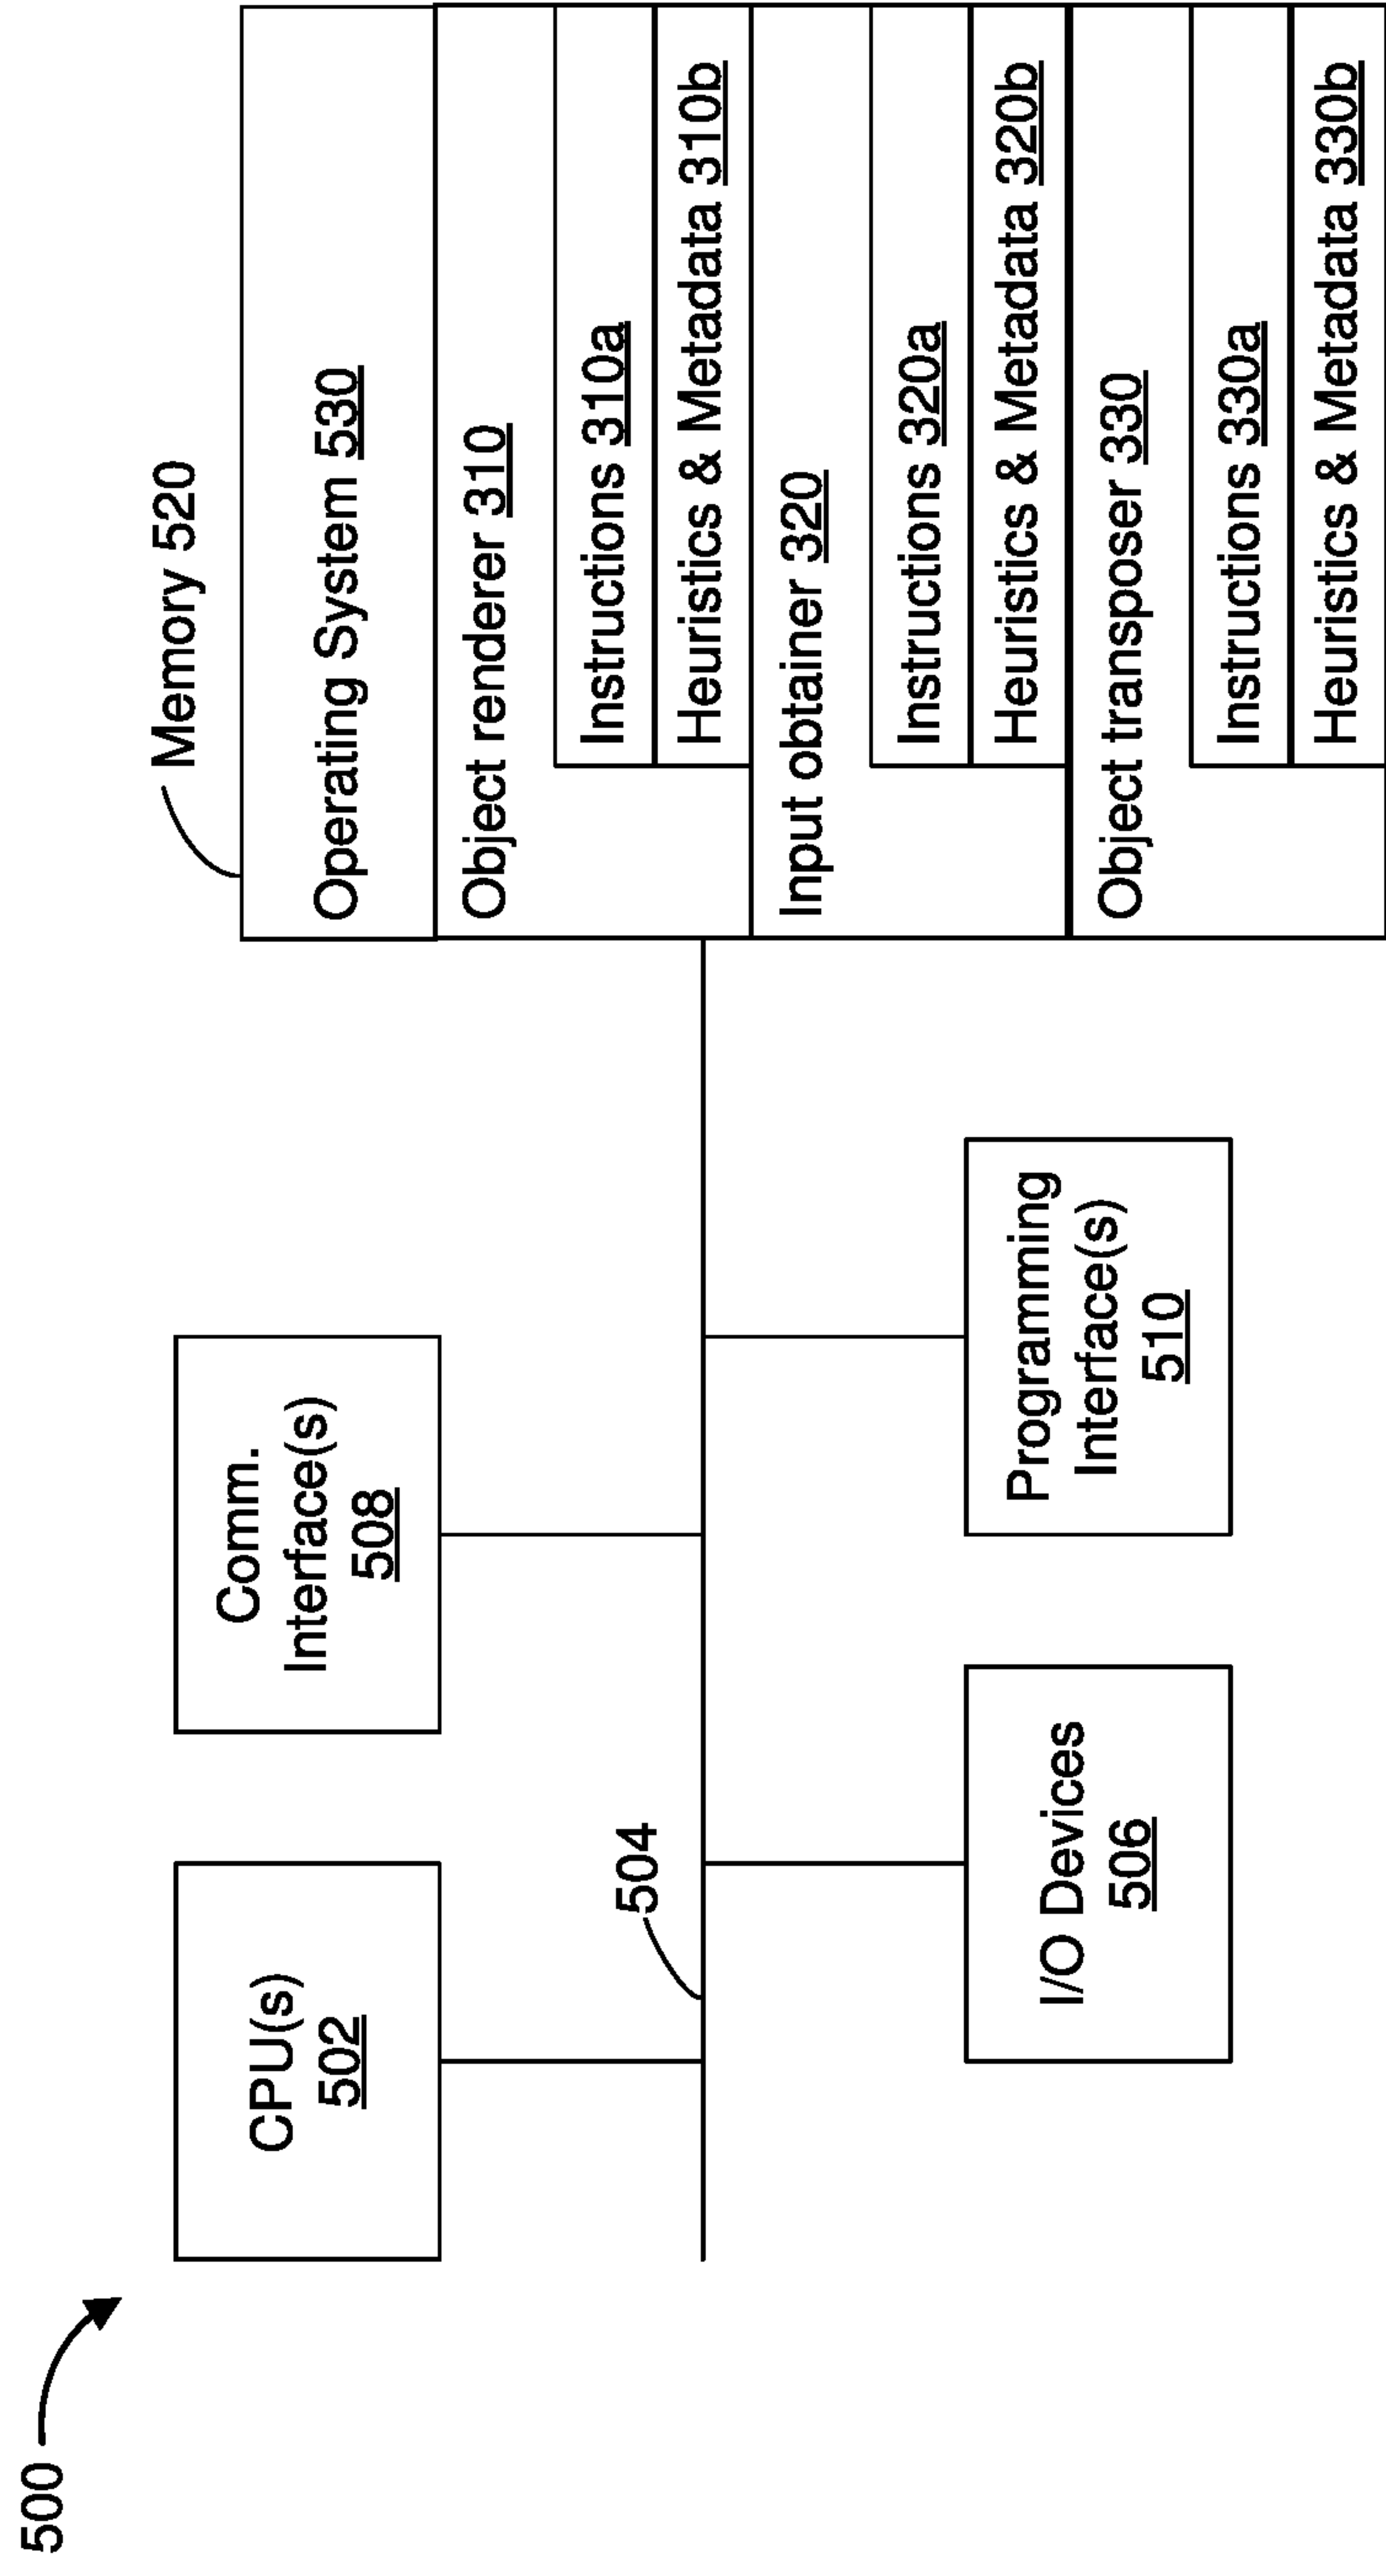 500
CPU(s)
502
Comm.
Interface(s)
508
504
I/O Devices
506
Programming
Interface(s)
510
Memory 520
Operating System 530
Object renderer 310
Instructions 310a
Heuristics & Metadata 310b
Input obtainer 320
Instructions 320a
Heuristics & Metadata 320b
Object transposer 330
Instructions 330a
Heuristics & Metadata 330b